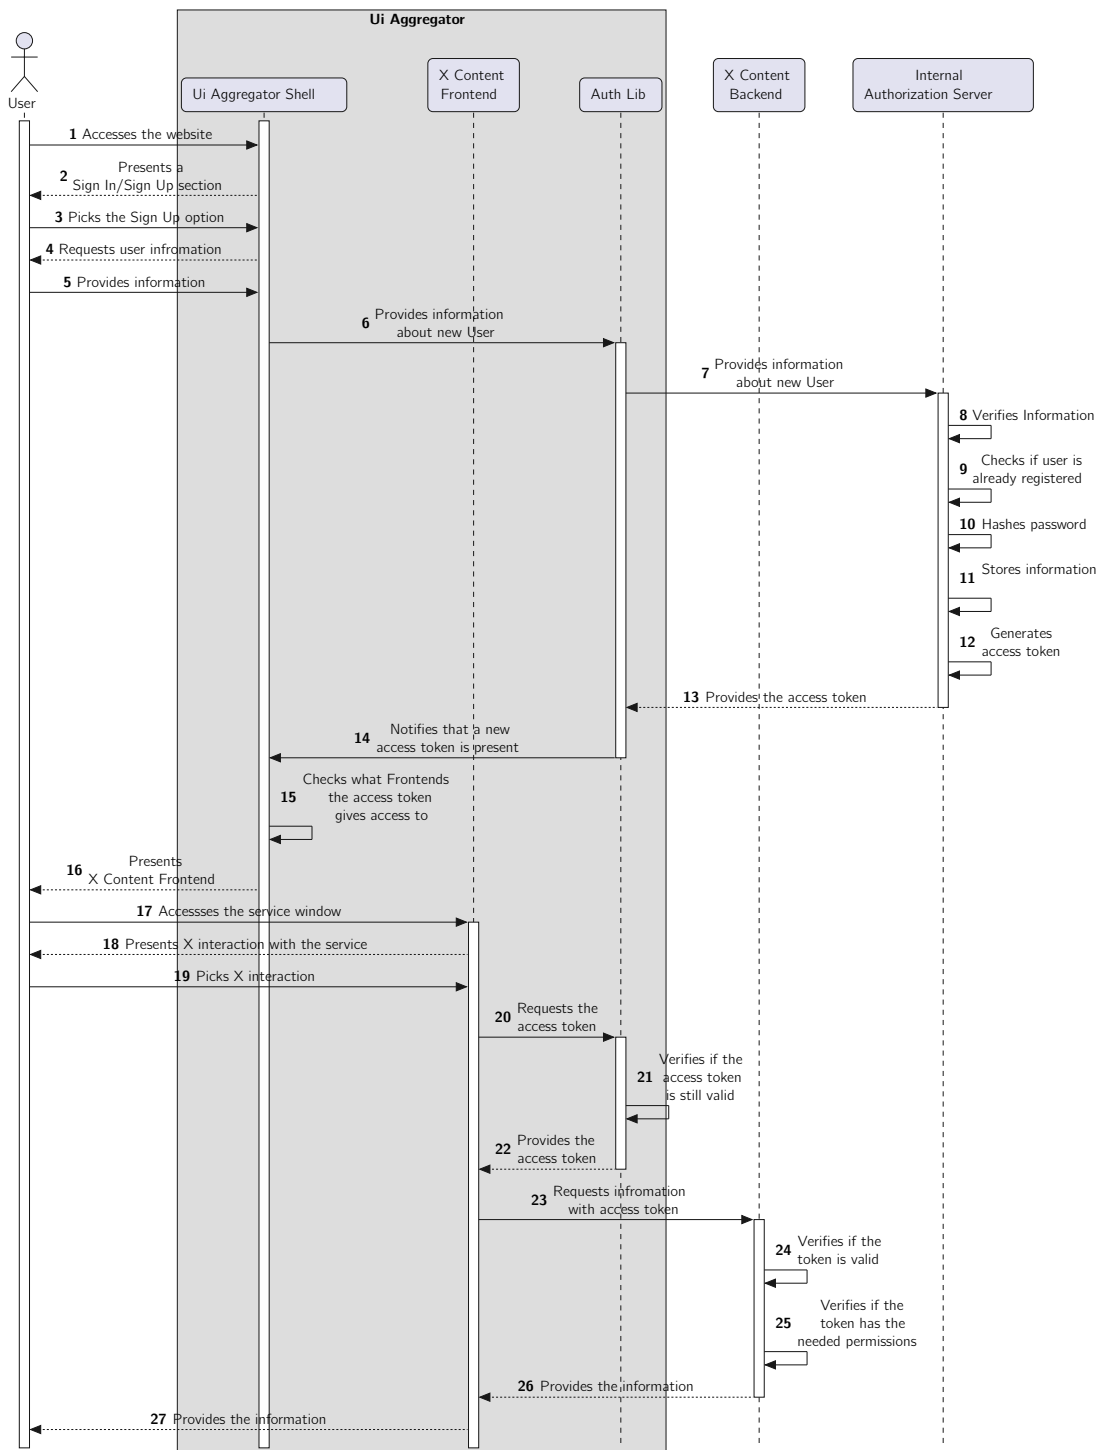 Ui Aggregator
User
Ui Aggregator Shell
X Content
Frontend
Auth Lib
X Content
Backend
Internal
Authorization Server
1 Accesses the website
2 Presents a
Sign In/Sign Up section
3 Picks the Sign Up option
4 Requests user infromation
5 Provides information
6 Provides information
about new User
7 Provides information
about new User
8 Verifies Information
9 Checks if user is
already registered
10 Hashes password
11 Stores information
12 Generates
access token
13 Provides the access token
14 Notifies that a new
access token is present
15 Checks what Frontends
the access token
gives access to
16 Presents
X Content Frontend
17 Accessses the service window
18 Presents X interaction with the service
19 Picks X interaction
20 Requests the
access token
21 Verifies if the
access token
is still valid
22 Provides the
access token
23 Requests infromation
with access token
24 Verifies if the
token is valid
25 Verifies if the
token has the
needed permissions
26 Provides the information
27 Provides the information